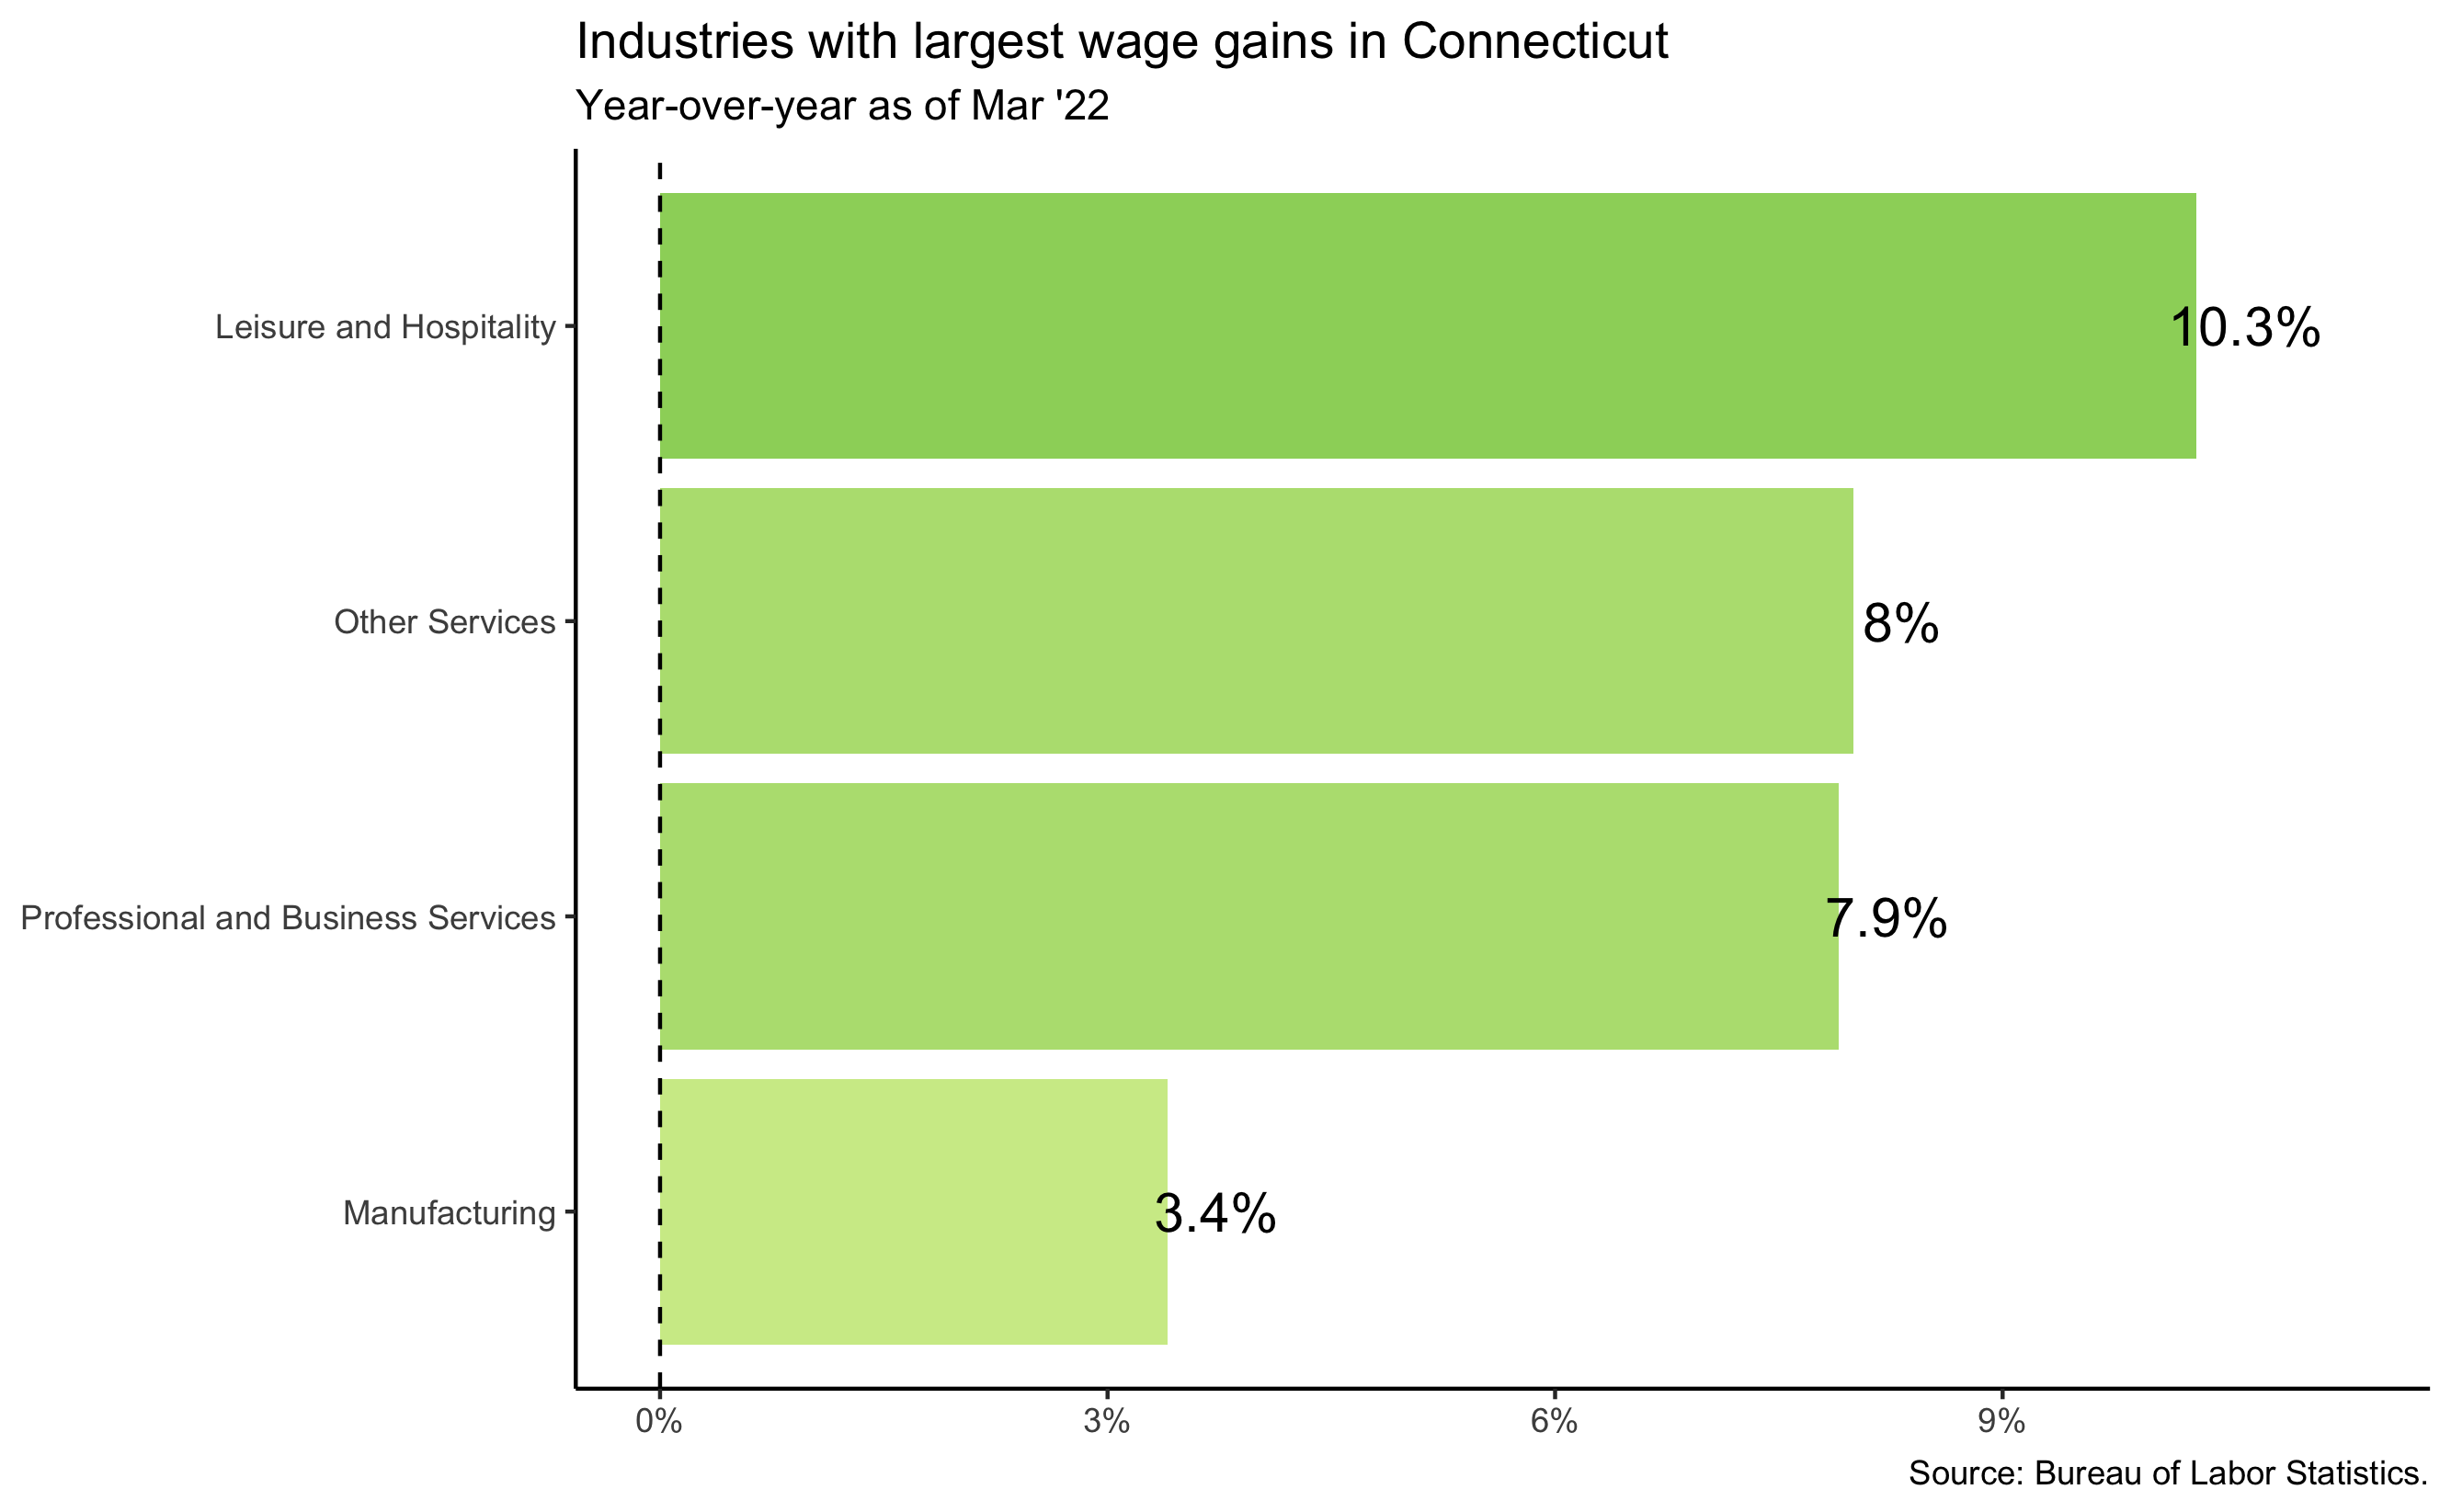 Industries with largest wage gains in Connecticut
Year-over-year as of Mar '22
Leisure and Hospitality
10.3%
Other Services
8%
Professional and Business Services
7.9%
Manufacturing
3.4%
0%
3%
6%
9%
Source: Bureau of Labor Statistics.